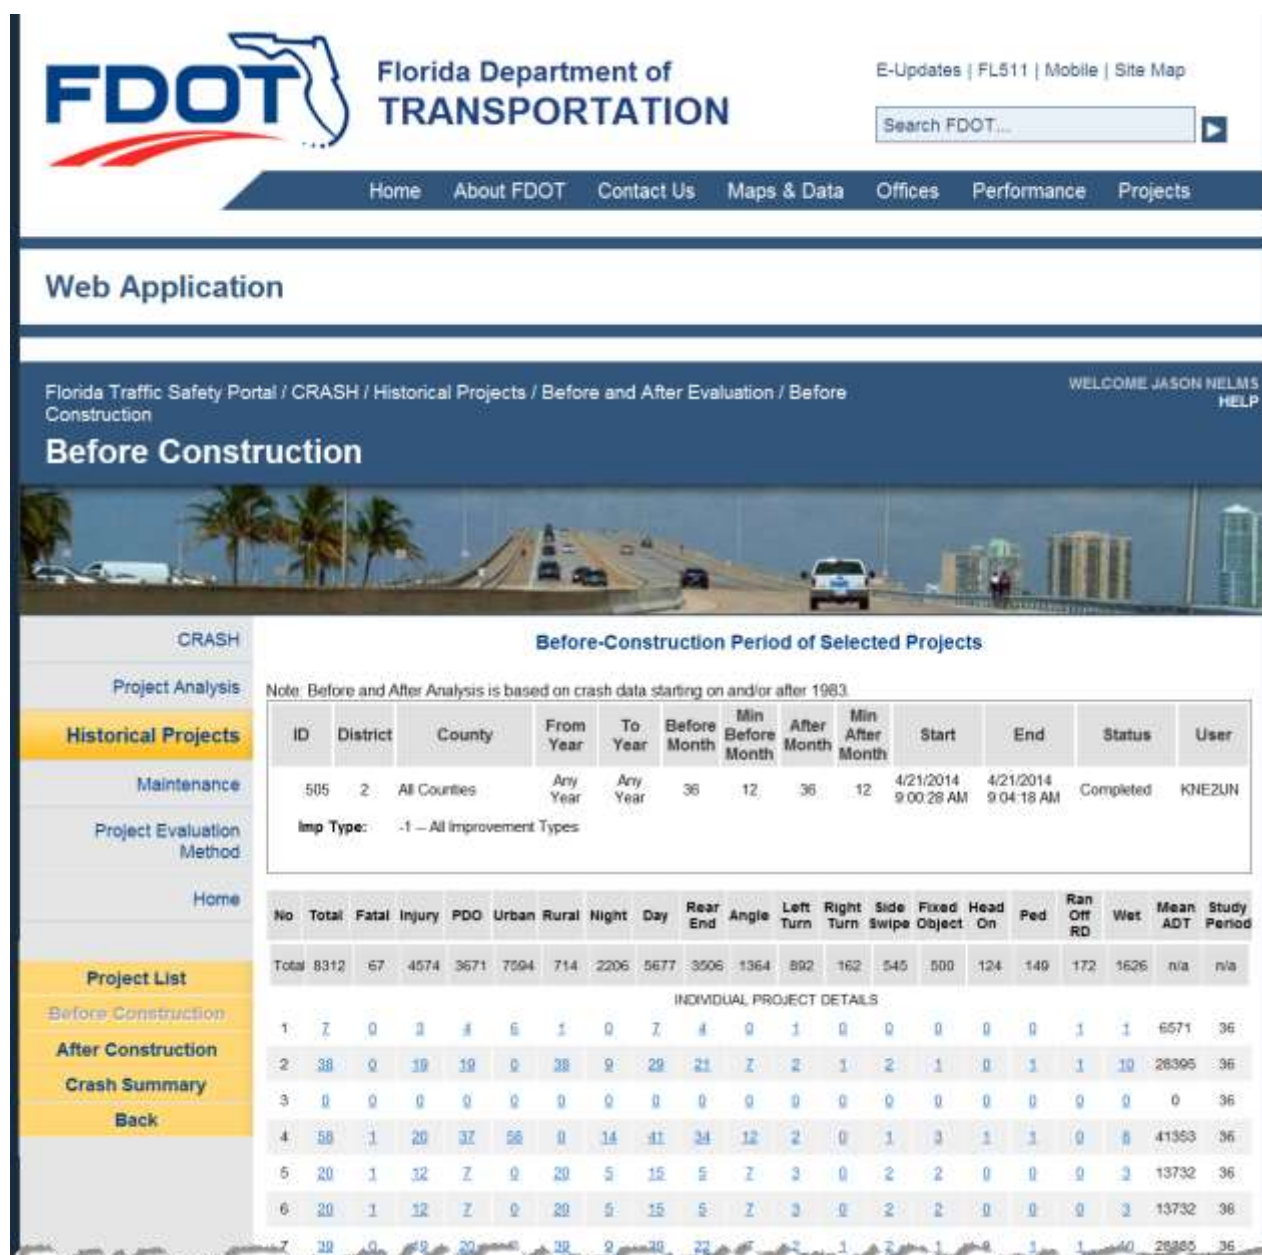 FDOT
Florida Department of
TRANSPORTATION
E-Updates | FL511 | Mobile | Site Map
Search FDOT...
Home About FDOT Contact Us Maps & Data Offices Performance Projects
Web Application
Florida Traffic Safety Portal / CRASH / Historical Projects / Before and After Evaluation / Before
Construction
WELCOME JASON NELMS
HELP
Before Construction
CRASH
Project Analysis
Historical Projects
Maintenance
Project Evaluation
Method
Home
Project List
Before Construction
After Construction
Crash Summary
Back
Before-Construction Period of Selected Projects
Note: Before and After Analysis is based on crash data starting on and/or after 1983.
ID District County From Year To Year Before Month Min Before Month After Month Min After Month Start End Status User
505 2 All Counties Any Year Any Year 36 12 36 12 4/21/2014 9:00:28 AM 4/21/2014 9:04:18 AM Completed KNE2IJN
Imp Type: -1 -- All Improvement Types
No Total Fatal Injury PDO Urban Rural Night Day Rear End Angle Left Turn Right Turn Side Swipe Fixed Object Head On Ped Ran Off RD Wet Mean ADT Study Period
Total 8312 67 4574 3671 7594 714 2206 5677 3506 1364 892 162 545 500 124 149 172 1626 n/a n/a
INDIVIDUAL PROJECT DETAILS
1 7 0 3 4 6 1 0 7 4 0 1 0 0 0 0 0 1 1 6571 36
2 38 0 19 19 0 38 9 29 21 7 2 1 2 1 0 1 1 10 28395 36
3 0 0 0 0 0 0 0 0 0 0 0 0 0 0 0 0 0 0 0 36
4 58 1 20 37 58 0 14 41 34 12 2 0 1 3 1 1 0 8 41353 36
5 20 1 12 7 0 20 5 15 5 7 3 0 2 2 0 0 0 3 13732 36
6 20 1 12 7 0 20 5 15 5 7 3 0 2 2 0 0 0 3 13732 36
7 39 0 19 20 39 9 30 22 1 1 1 36